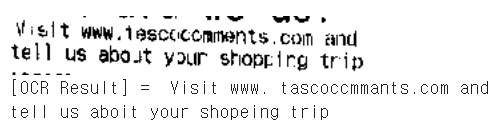 Visit www.tescocomments.com and
tell us about your shopping trip
[OCR Result] = Visit www. tascoccmmants.com and
tell us aboit your shopeing trip